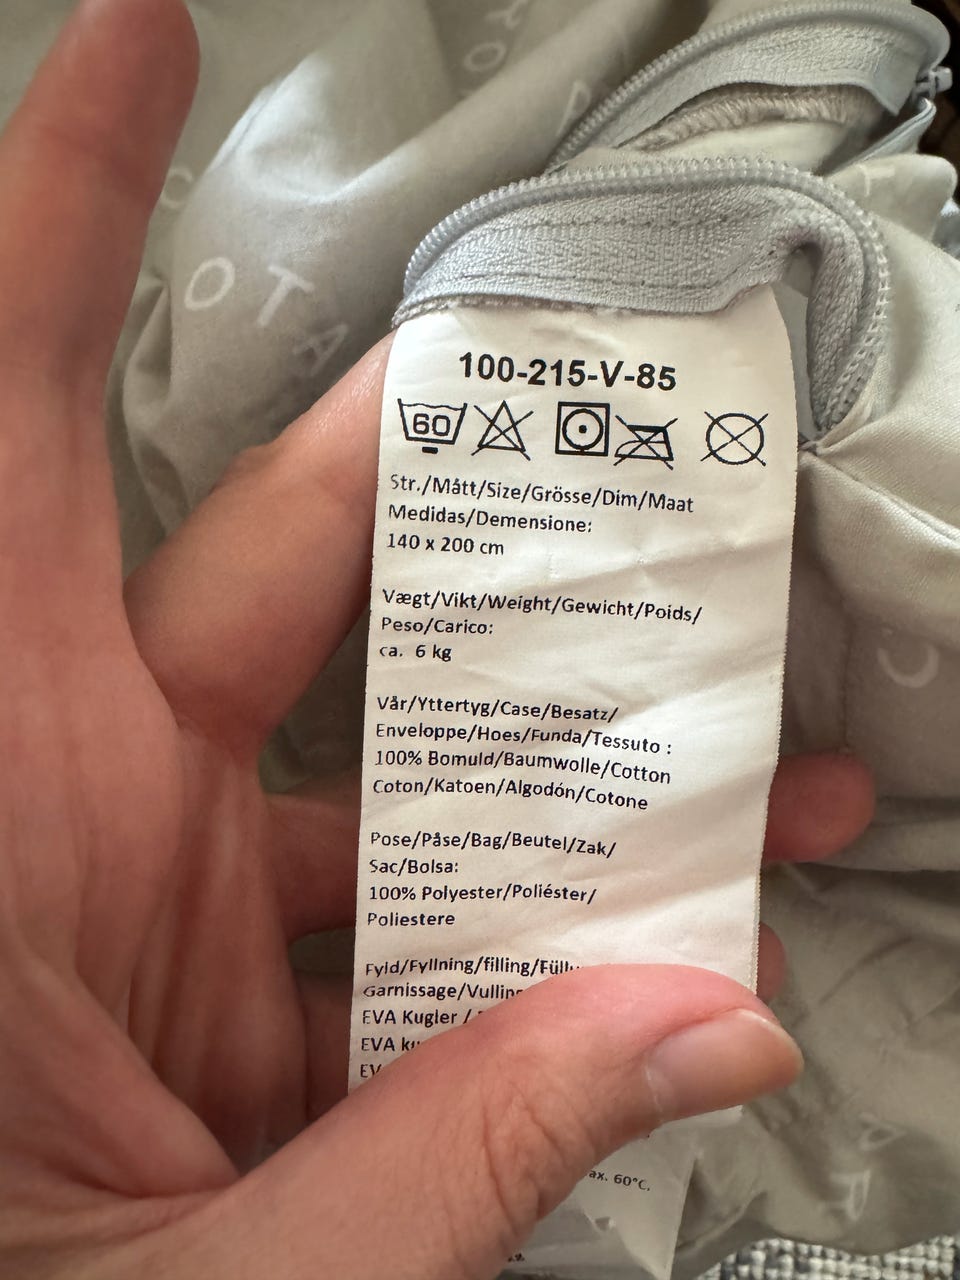 O T A
100-215-V-85
60
Str./Mått/Size/Grösse/Dim/Maat
Medidas/Demensione:
140 x 200 cm
Vægt/Vikt/Weight/Gewicht/Poids/
Peso/Carico:
ca. 6 kg
Vår/Yttertyg/Case/Besatz/
Enveloppe/Hoes/Funda/Tessuto :
100% Bomuld/Baumwolle/Cotton
Coton/Katoen/Algodón/Cotone
Pose/Påse/Bag/Beutel/Zak/
Sac/Bolsa:
100% Polyester/Poliéster/
Poliestere
Fyld/Fyllning/filling/
Garnissage/
EVA Kugler /
EVA
60°C.